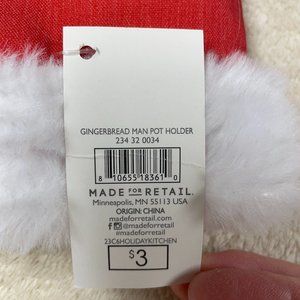 GINGERBREAD MAN POT HOLDER
234 32 0034
8 10655 18361 0
MADE FOR RETAIL.
Minneapolis, MN 55113 USA
ORIGIN: CHINA
madeforretail.com
@madeforretail
#madeforretail
23C6HOLIDAYKITCHEN
$3